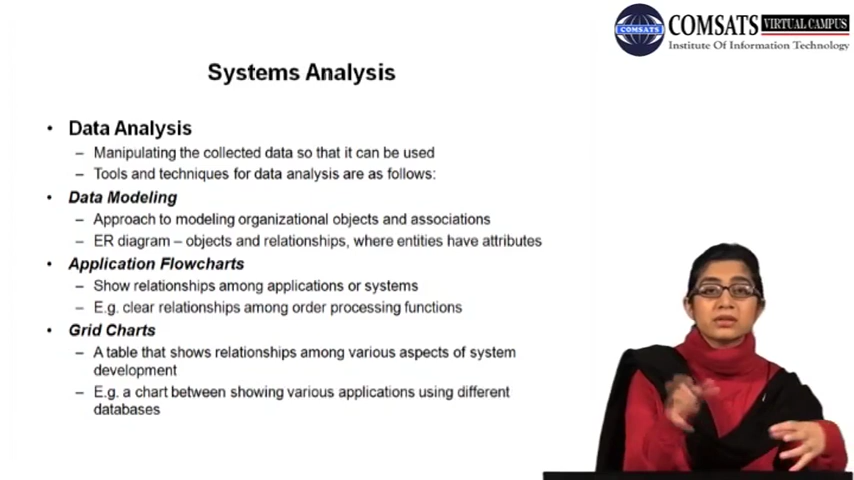 COMSATS VIRTUAL CAMPUS
Institute Of Information Technology
COMSATS
Systems Analysis
• Data Analysis
– Manipulating the collected data so that it can be used
– Tools and techniques for data analysis are as follows:
• Data Modeling
– Approach to modeling organizational objects and associations
– ER diagram – objects and relationships, where entities have attributes
• Application Flowcharts
– Show relationships among applications or systems
– E.g. clear relationships among order processing functions
• Grid Charts
– A table that shows relationships among various aspects of system
development
– E.g. a chart between showing various applications using different
databases